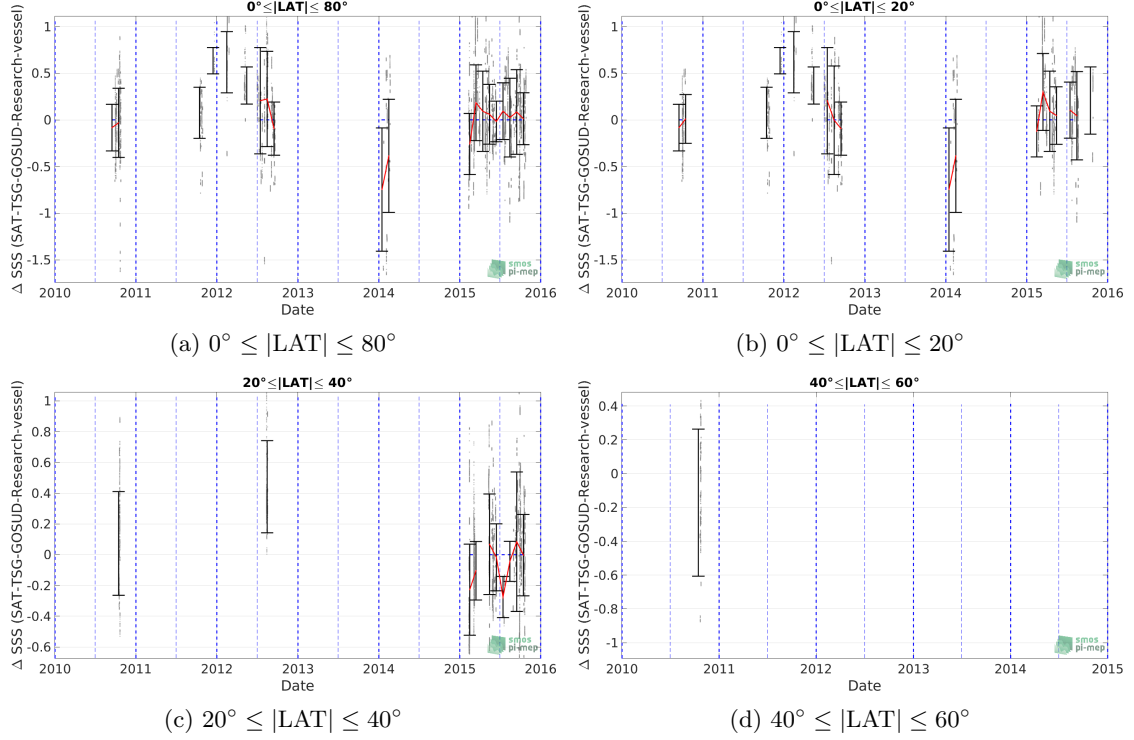 0°≤|LAT|≤ 80°
Δ SSS (SAT-TSG-GOSUD-Research-vessel)
1
0.5
0
-0.5
-1
-1.5
2010 2011 2012 2013 2014 2015 2016
Date
smos
pi-mep
(a) 0° ≤ |LAT| ≤ 80°
0°≤|LAT|≤ 20°
Δ SSS (SAT-TSG-GOSUD-Research-vessel)
1
0.5
0
-0.5
-1
-1.5
2010 2011 2012 2013 2014 2015 2016
Date
smos
pi-mep
(b) 0° ≤ |LAT| ≤ 20°
20°≤|LAT|≤ 40°
Δ SSS (SAT-TSG-GOSUD-Research-vessel)
1
0.8
0.6
0.4
0.2
0
-0.2
-0.4
-0.6
2010 2011 2012 2013 2014 2015 2016
Date
smos
pi-mep
(c) 20° ≤ |LAT| ≤ 40°
40°≤|LAT|≤ 60°
Δ SSS (SAT-TSG-GOSUD-Research-vessel)
0.4
0.2
0
-0.2
-0.4
-0.6
-0.8
-1
2010 2011 2012 2013 2014 2015
Date
smos
pi-mep
(d) 40° ≤ |LAT| ≤ 60°